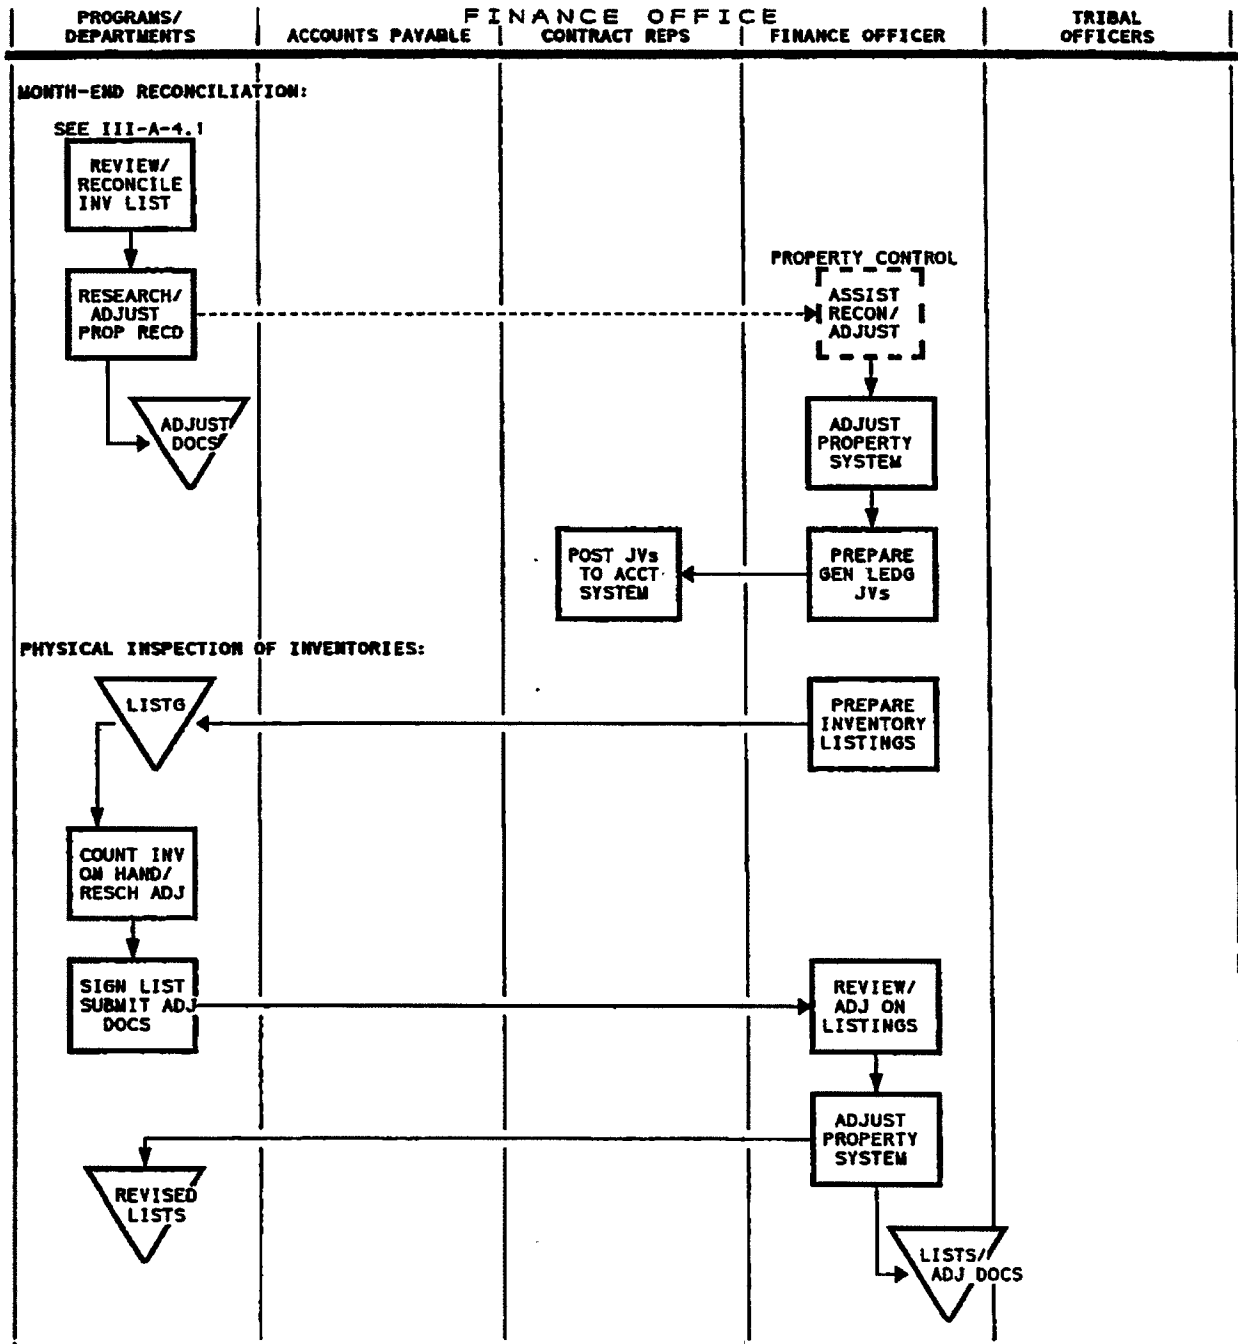 FINANCE OFFICE
PROGRAMS/
DEPARTMENTS
ACCOUNTS PAYABLE
CONTRACT REPS
FINANCE OFFICER
TRIBAL
OFFICERS
MONTH-END RECONCILIATION:
SEE III-A-4.1
REVIEW/
RECONCILE
INV LIST
RESEARCH/
ADJUST
PROP RECD
PROPERTY CONTROL
ASSIST
RECON/
ADJUST
ADJUST
DOCS
ADJUST
PROPERTY
SYSTEM
POST JVs
TO ACCT
SYSTEM
PREPARE
GEN LEDG
JVs
PHYSICAL INSPECTION OF INVENTORIES:
LISTG
PREPARE
INVENTORY
LISTINGS
COUNT INV
ON HAND/
RESCH ADJ
SIGN LIST
SUBMIT ADJ
DOCS
REVIEW/
ADJ ON
LISTINGS
ADJUST
PROPERTY
SYSTEM
REVISED
LISTS
LISTS/
ADJ DOCS